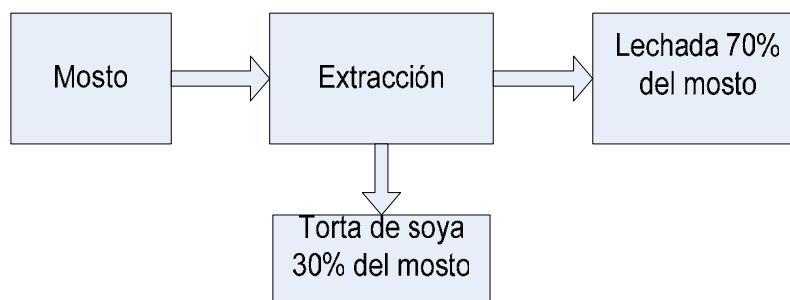 Mosto
Extracción
Lechada 70%
del mosto
Torta de soya
30% del mosto